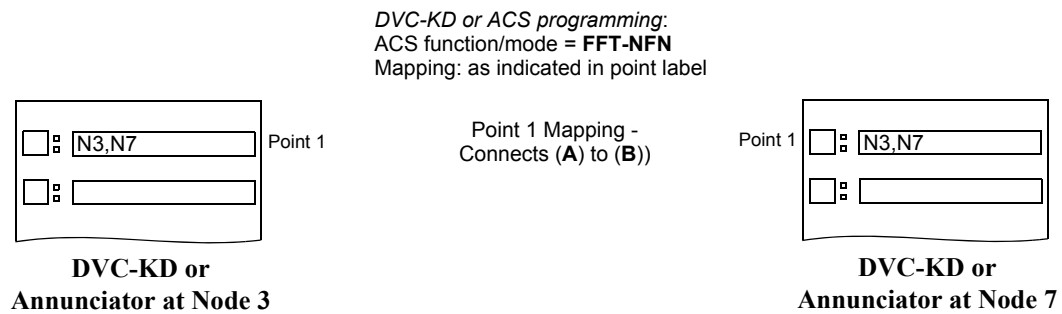 DVC-KD or ACS programming:
ACS function/mode = FFT-NFN
Mapping: as indicated in point label
N3,N7
Point 1
Point 1 Mapping -
Connects (A) to (B))
Point 1
N3,N7
DVC-KD or
Annunciator at Node 3
DVC-KD or
Annunciator at Node 7